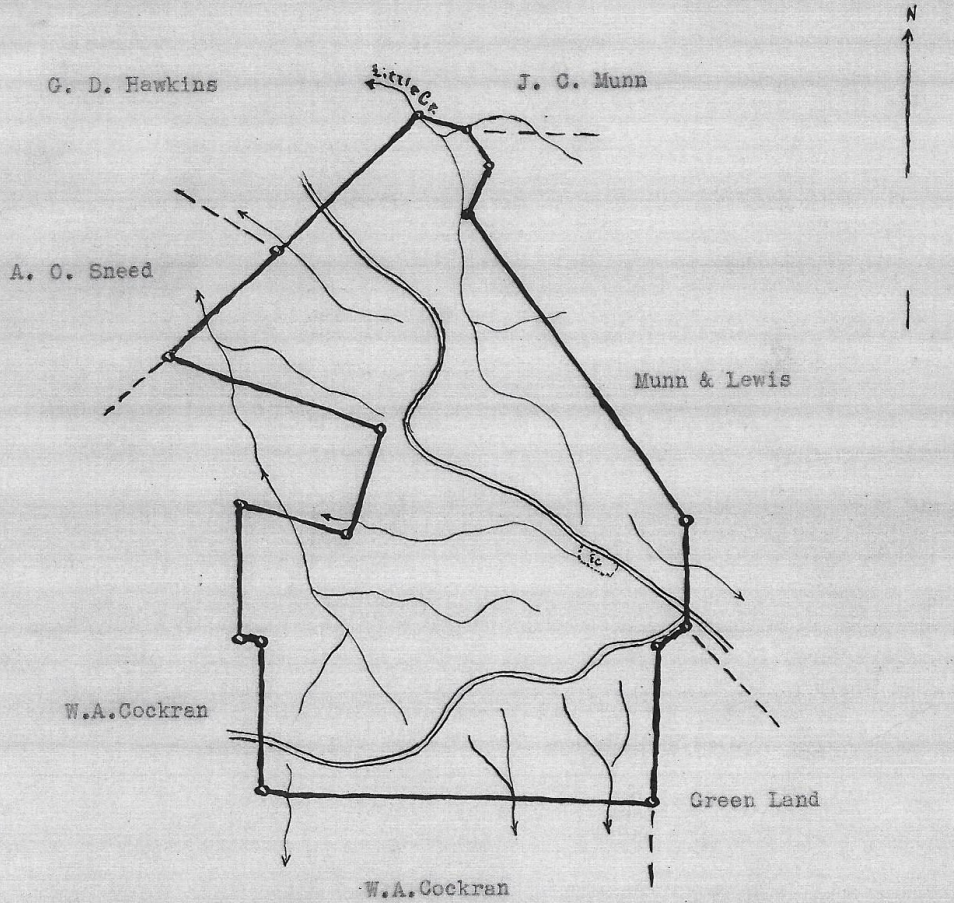 N
G. D. Hawkins
Little Cr.
J. C. Munn
A. O. Sneed
Munn & Lewis
W.A.Cockran
Green Land
W.A.Cockran